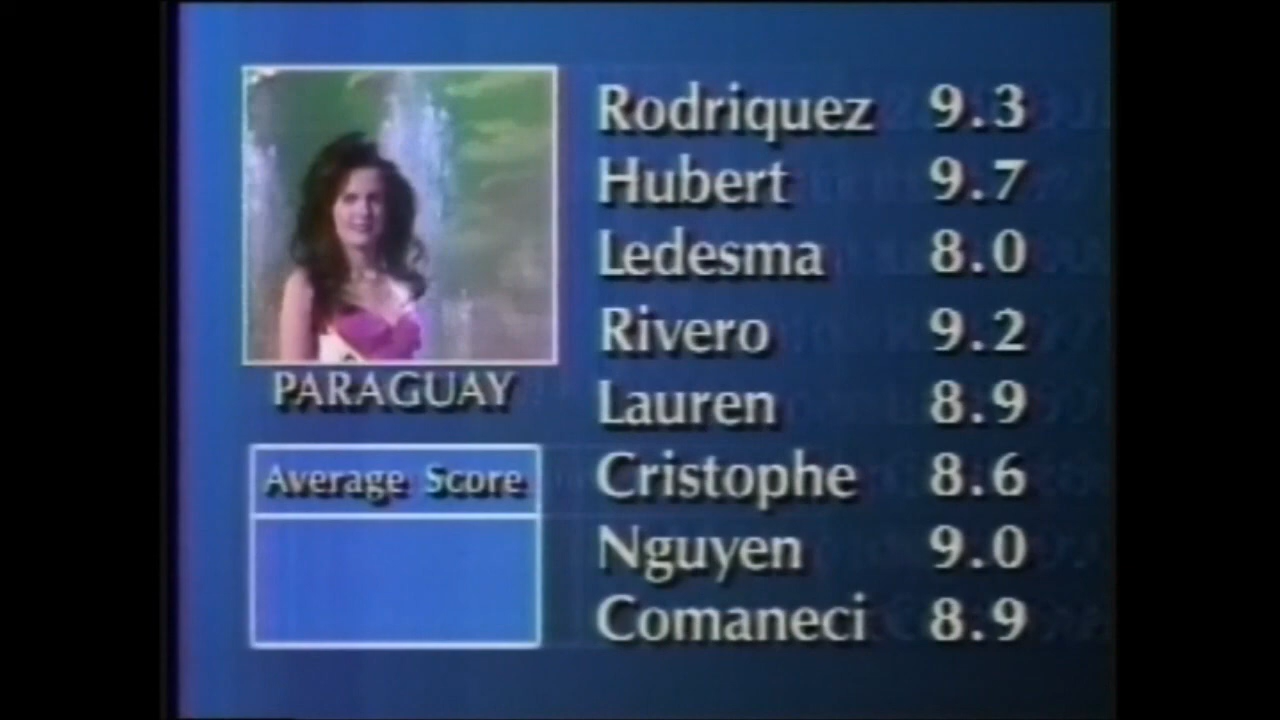 PARAGUAY
Average Score
Rodriquez 9.3
Hubert 9.7
Ledesma 8.0
Rivero 9.2
Lauren 8.9
Cristophe 8.6
Nguyen 9.0
Comaneci 8.9